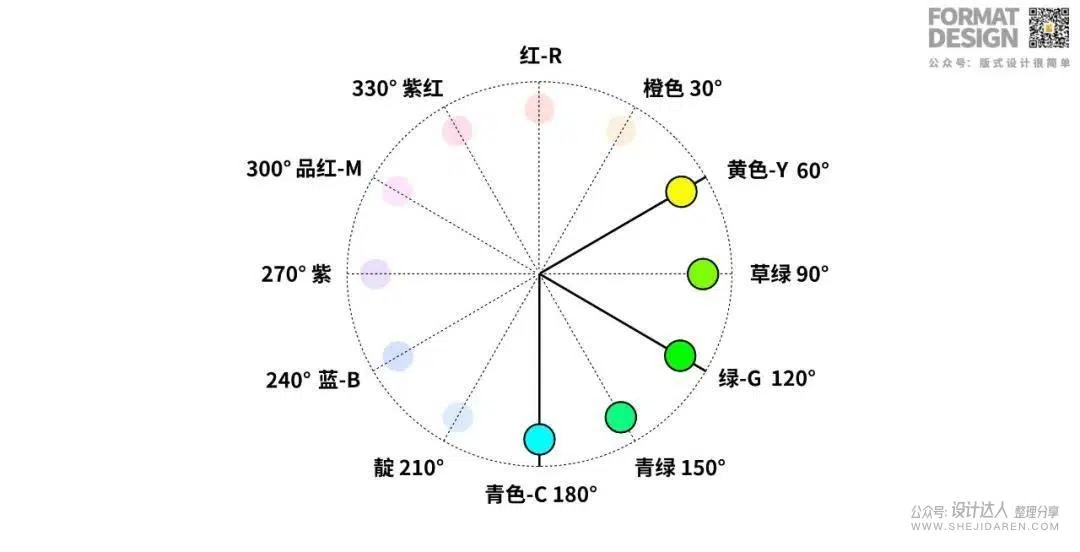 FORMAT
DESIGN
公众号：版式设计很简单
红-R
330° 紫红
橙色 30°
300° 品红-M
黄色-Y 60°
270° 紫
草绿 90°
240° 蓝-B
绿-G 120°
靛 210°
青绿 150°
青色-C 180°
公众号: 设计达人 整理分享
WWW.SHEJIDAREN.COM